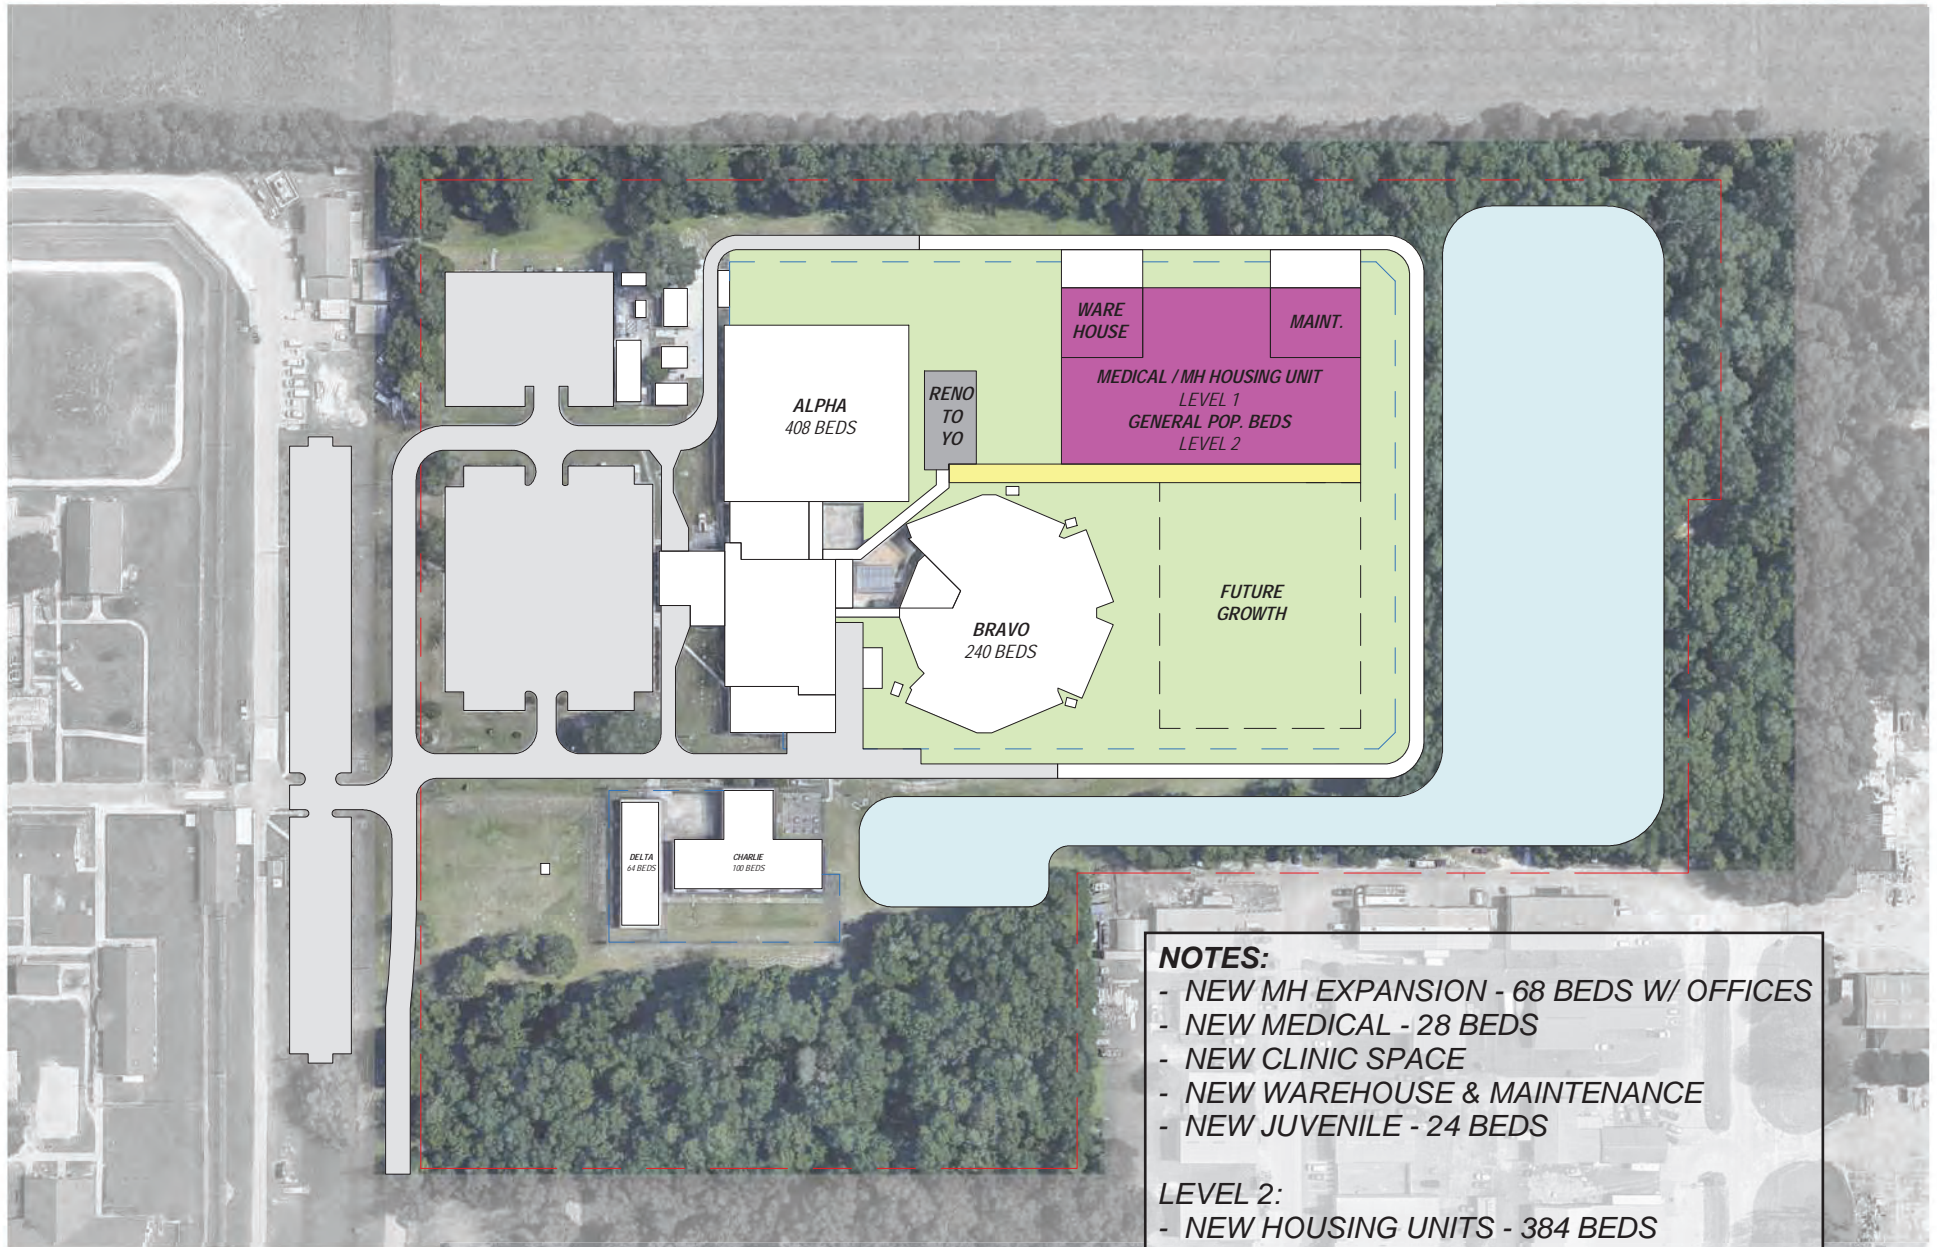 WARE
HOUSE
MAINT.
MEDICAL / MH HOUSING UNIT
LEVEL 1
GENERAL POP. BEDS
LEVEL 2
ALPHA
408 BEDS
RENO
TO
YO
FUTURE
GROWTH
BRAVO
240 BEDS
DELTA
64 BEDS
CHARLIE
100 BEDS
NOTES:
- NEW MH EXPANSION - 68 BEDS W/ OFFICES
- NEW MEDICAL - 28 BEDS
- NEW CLINIC SPACE
- NEW WAREHOUSE & MAINTENANCE
- NEW JUVENILE - 24 BEDS
LEVEL 2:
- NEW HOUSING UNITS - 384 BEDS